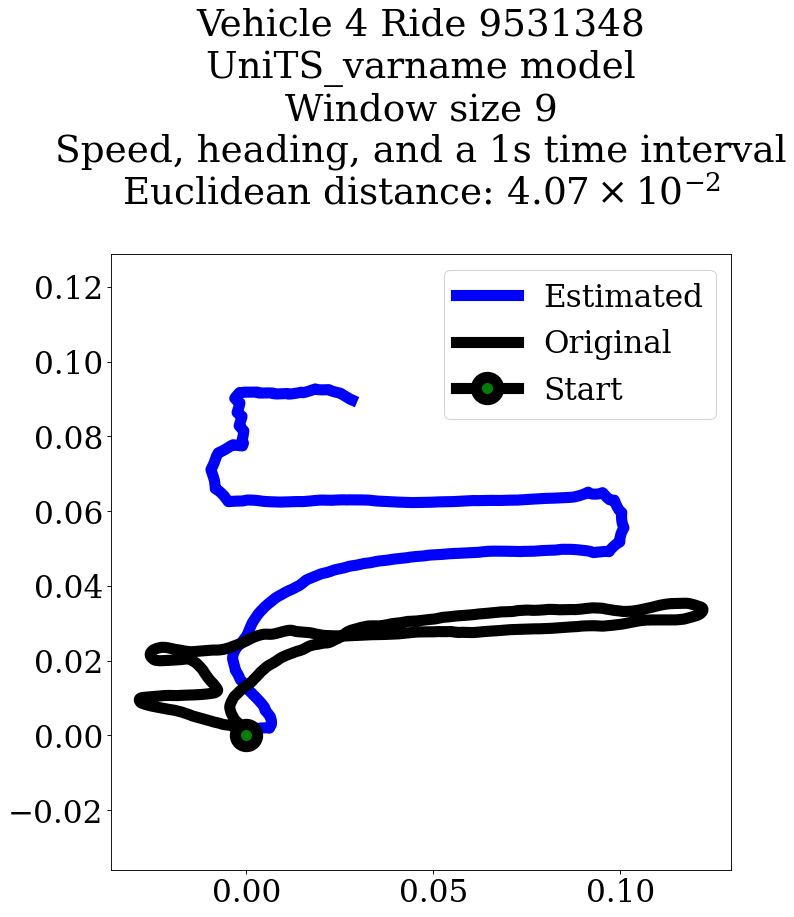 Vehicle 4 Ride 9531348
UniTS_varname model
Window size 9
Speed, heading, and a 1s time interval
Euclidean distance: 4.07 × 10⁻²
Estimated
Original
Start
0.12
0.10
0.08
0.06
0.04
0.02
0.00
−0.02
0.00 0.05 0.10